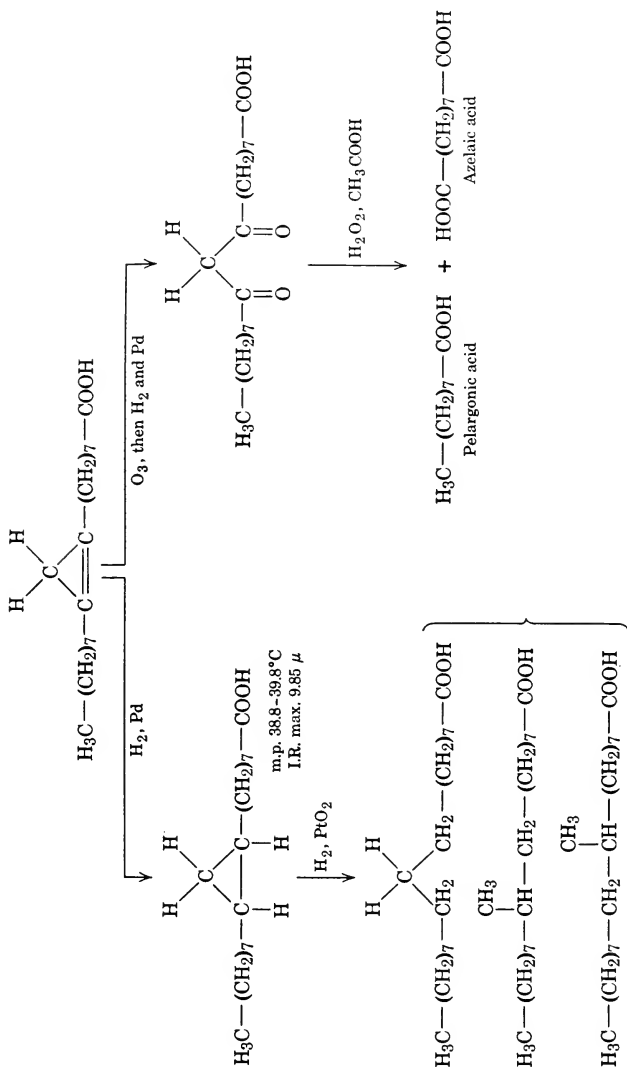 H H
C
H₃C—(CH₂)₇—C=C—(CH₂)₇—COOH
H₂, Pd
O₃, then H₂ and Pd
H H
C
H₃C—(CH₂)₇—C—C—(CH₂)₇—COOH
H H
m.p. 38.8–39.8°C
I.R. max. 9.85 μ
H₂, PtO₂
H H
C
H₃C—(CH₂)₇—CH₂ CH₂—(CH₂)₇—COOH
CH₃
H₃C—(CH₂)₇—CH—CH₂—(CH₂)₇—COOH
CH₃
H₃C—(CH₂)₇—CH₂—CH—(CH₂)₇—COOH
H H
C
H₃C—(CH₂)₇—C C—(CH₂)₇—COOH
O O
H₂O₂, CH₃COOH
H₃C—(CH₂)₇—COOH + HOOC—(CH₂)₇—COOH
Pelargonic acid Azelaic acid